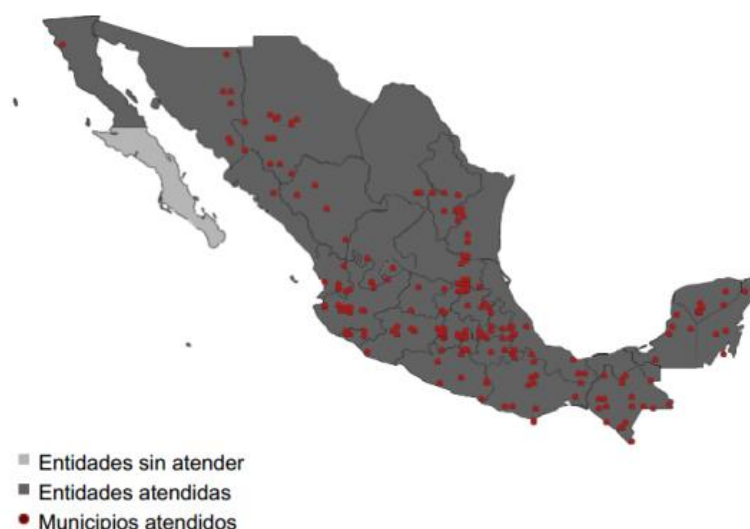 Entidades sin atender
Entidades atendidas
Municipios atendidos